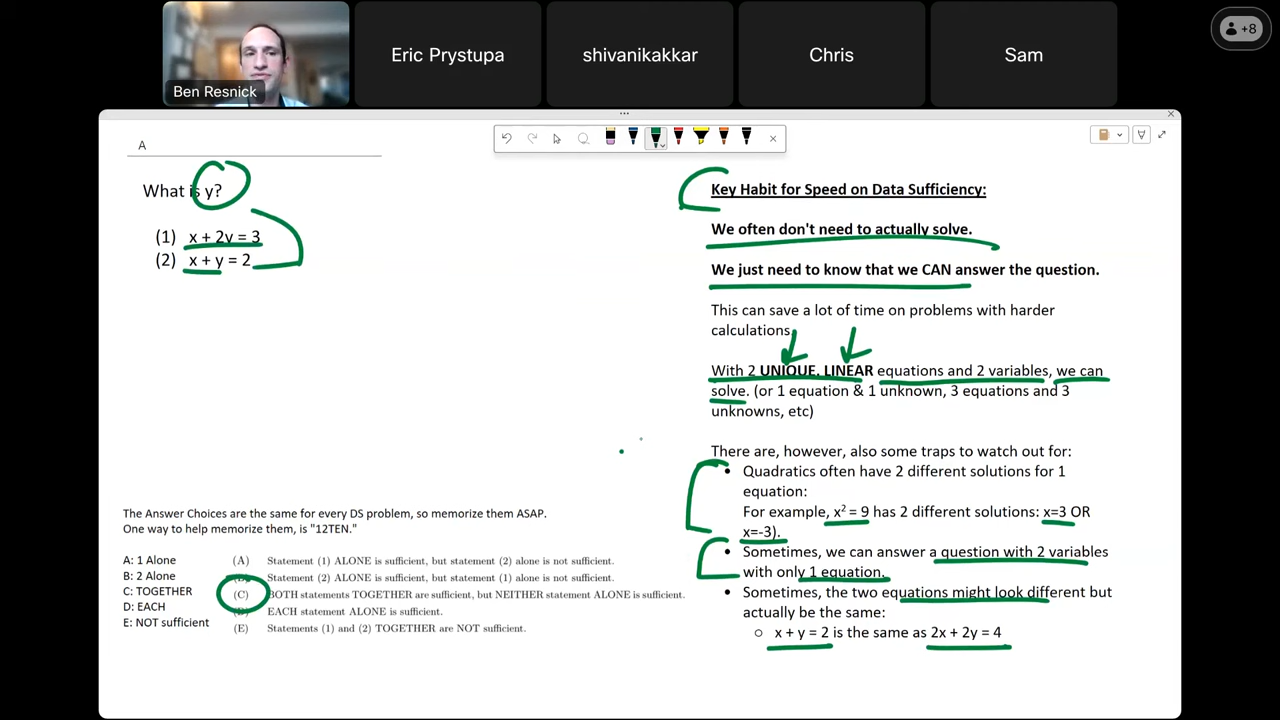 Ben Resnick
Eric Prystupa
shivanikakkar
Chris
Sam
+8
A
What is y?
(1) x + 2y = 3
(2) x + y = 2
The Answer Choices are the same for every DS problem, so memorize them ASAP.
One way to help memorize them, is "12TEN."
A: 1 Alone
B: 2 Alone
C: TOGETHER
D: EACH
E: NOT sufficient
(A) Statement (1) ALONE is sufficient, but statement (2) alone is not sufficient.
(B) Statement (2) ALONE is sufficient, but statement (1) alone is not sufficient.
(C) BOTH statements TOGETHER are sufficient, but NEITHER statement ALONE is sufficient.
(D) EACH statement ALONE is sufficient.
(E) Statements (1) and (2) TOGETHER are NOT sufficient.
Key Habit for Speed on Data Sufficiency:
We often don't need to actually solve.
We just need to know that we CAN answer the question.
This can save a lot of time on problems with harder
calculations.
With 2 UNIQUE, LINEAR equations and 2 variables, we can
solve. (or 1 equation & 1 unknown, 3 equations and 3
unknowns, etc)
There are, however, also some traps to watch out for:
• Quadratics often have 2 different solutions for 1
equation:
For example, x² = 9 has 2 different solutions: x=3 OR
x=-3).
• Sometimes, we can answer a question with 2 variables
with only 1 equation.
• Sometimes, the two equations might look different but
actually be the same:
○ x + y = 2 is the same as 2x + 2y = 4